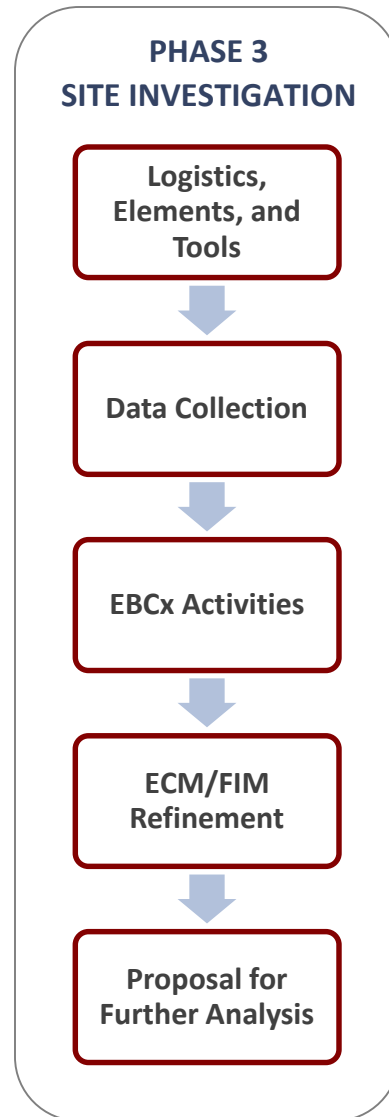 PHASE 3
SITE INVESTIGATION
Logistics,
Elements, and
Tools
Data Collection
EBCx Activities
ECM/FIM
Refinement
Proposal for
Further Analysis